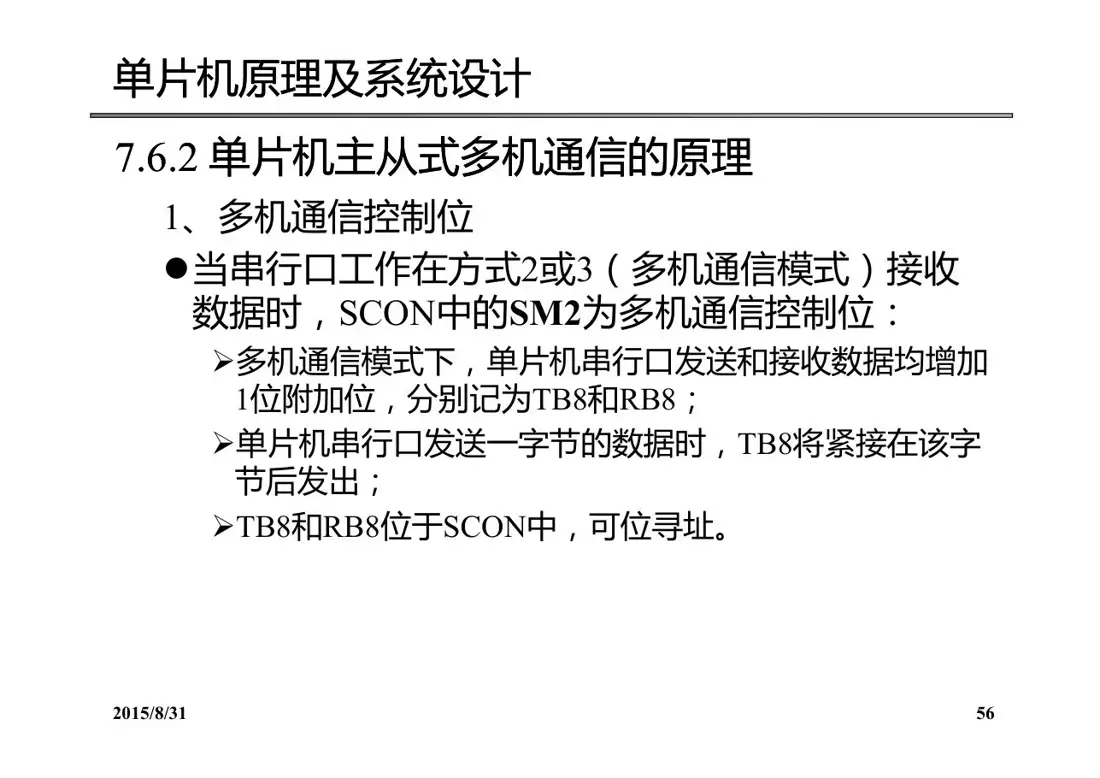 单片机原理及系统设计
7.6.2 单片机主从式多机通信的原理
1、多机通信控制位
●当串行口工作在方式2或3（多机通信模式）接收
数据时，SCON中的SM2为多机通信控制位：
➢多机通信模式下，单片机串行口发送和接收数据均增加
1位附加位，分别记为TB8和RB8；
➢单片机串行口发送一字节的数据时，TB8将紧接在该字
节后发出；
➢TB8和RB8位于SCON中，可位寻址。
2015/8/31
56